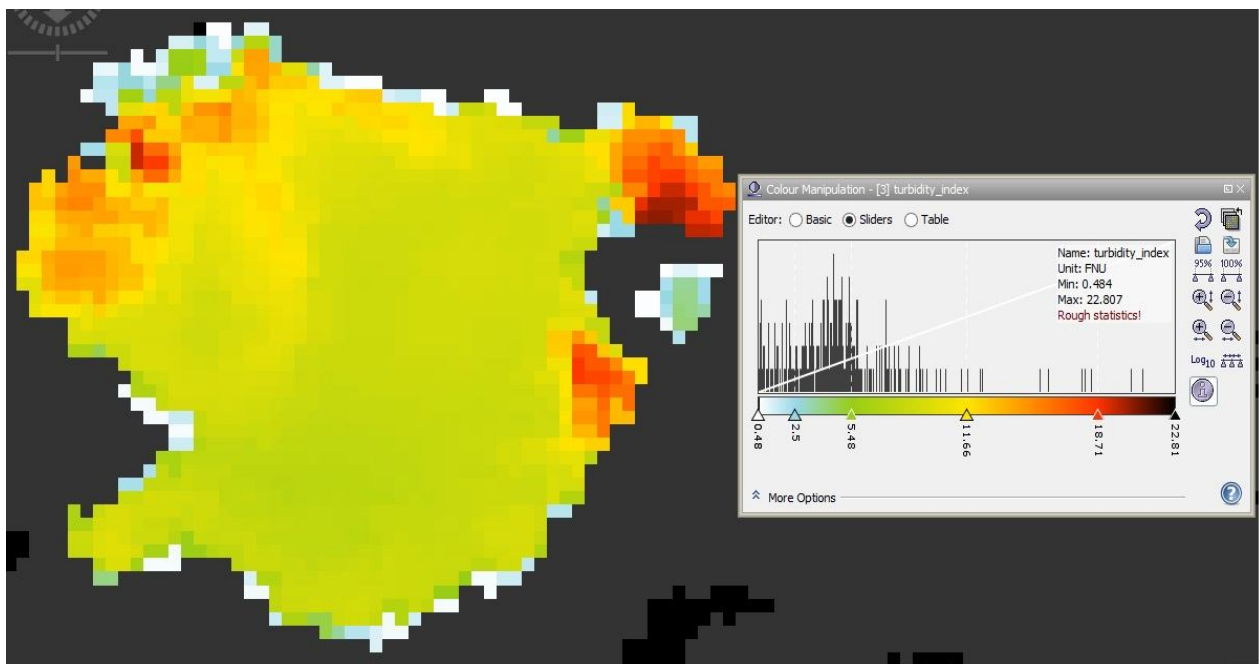 Colour Manipulation - [3] turbidity_index
Editor: Basic Sliders Table
Name: turbidity_index
Unit: FNU
Min: 0.484
Max: 22.807
Rough statistics!
95% 100%
Log10
0.48 2.5 5.48 11.66 18.71 22.81
More Options